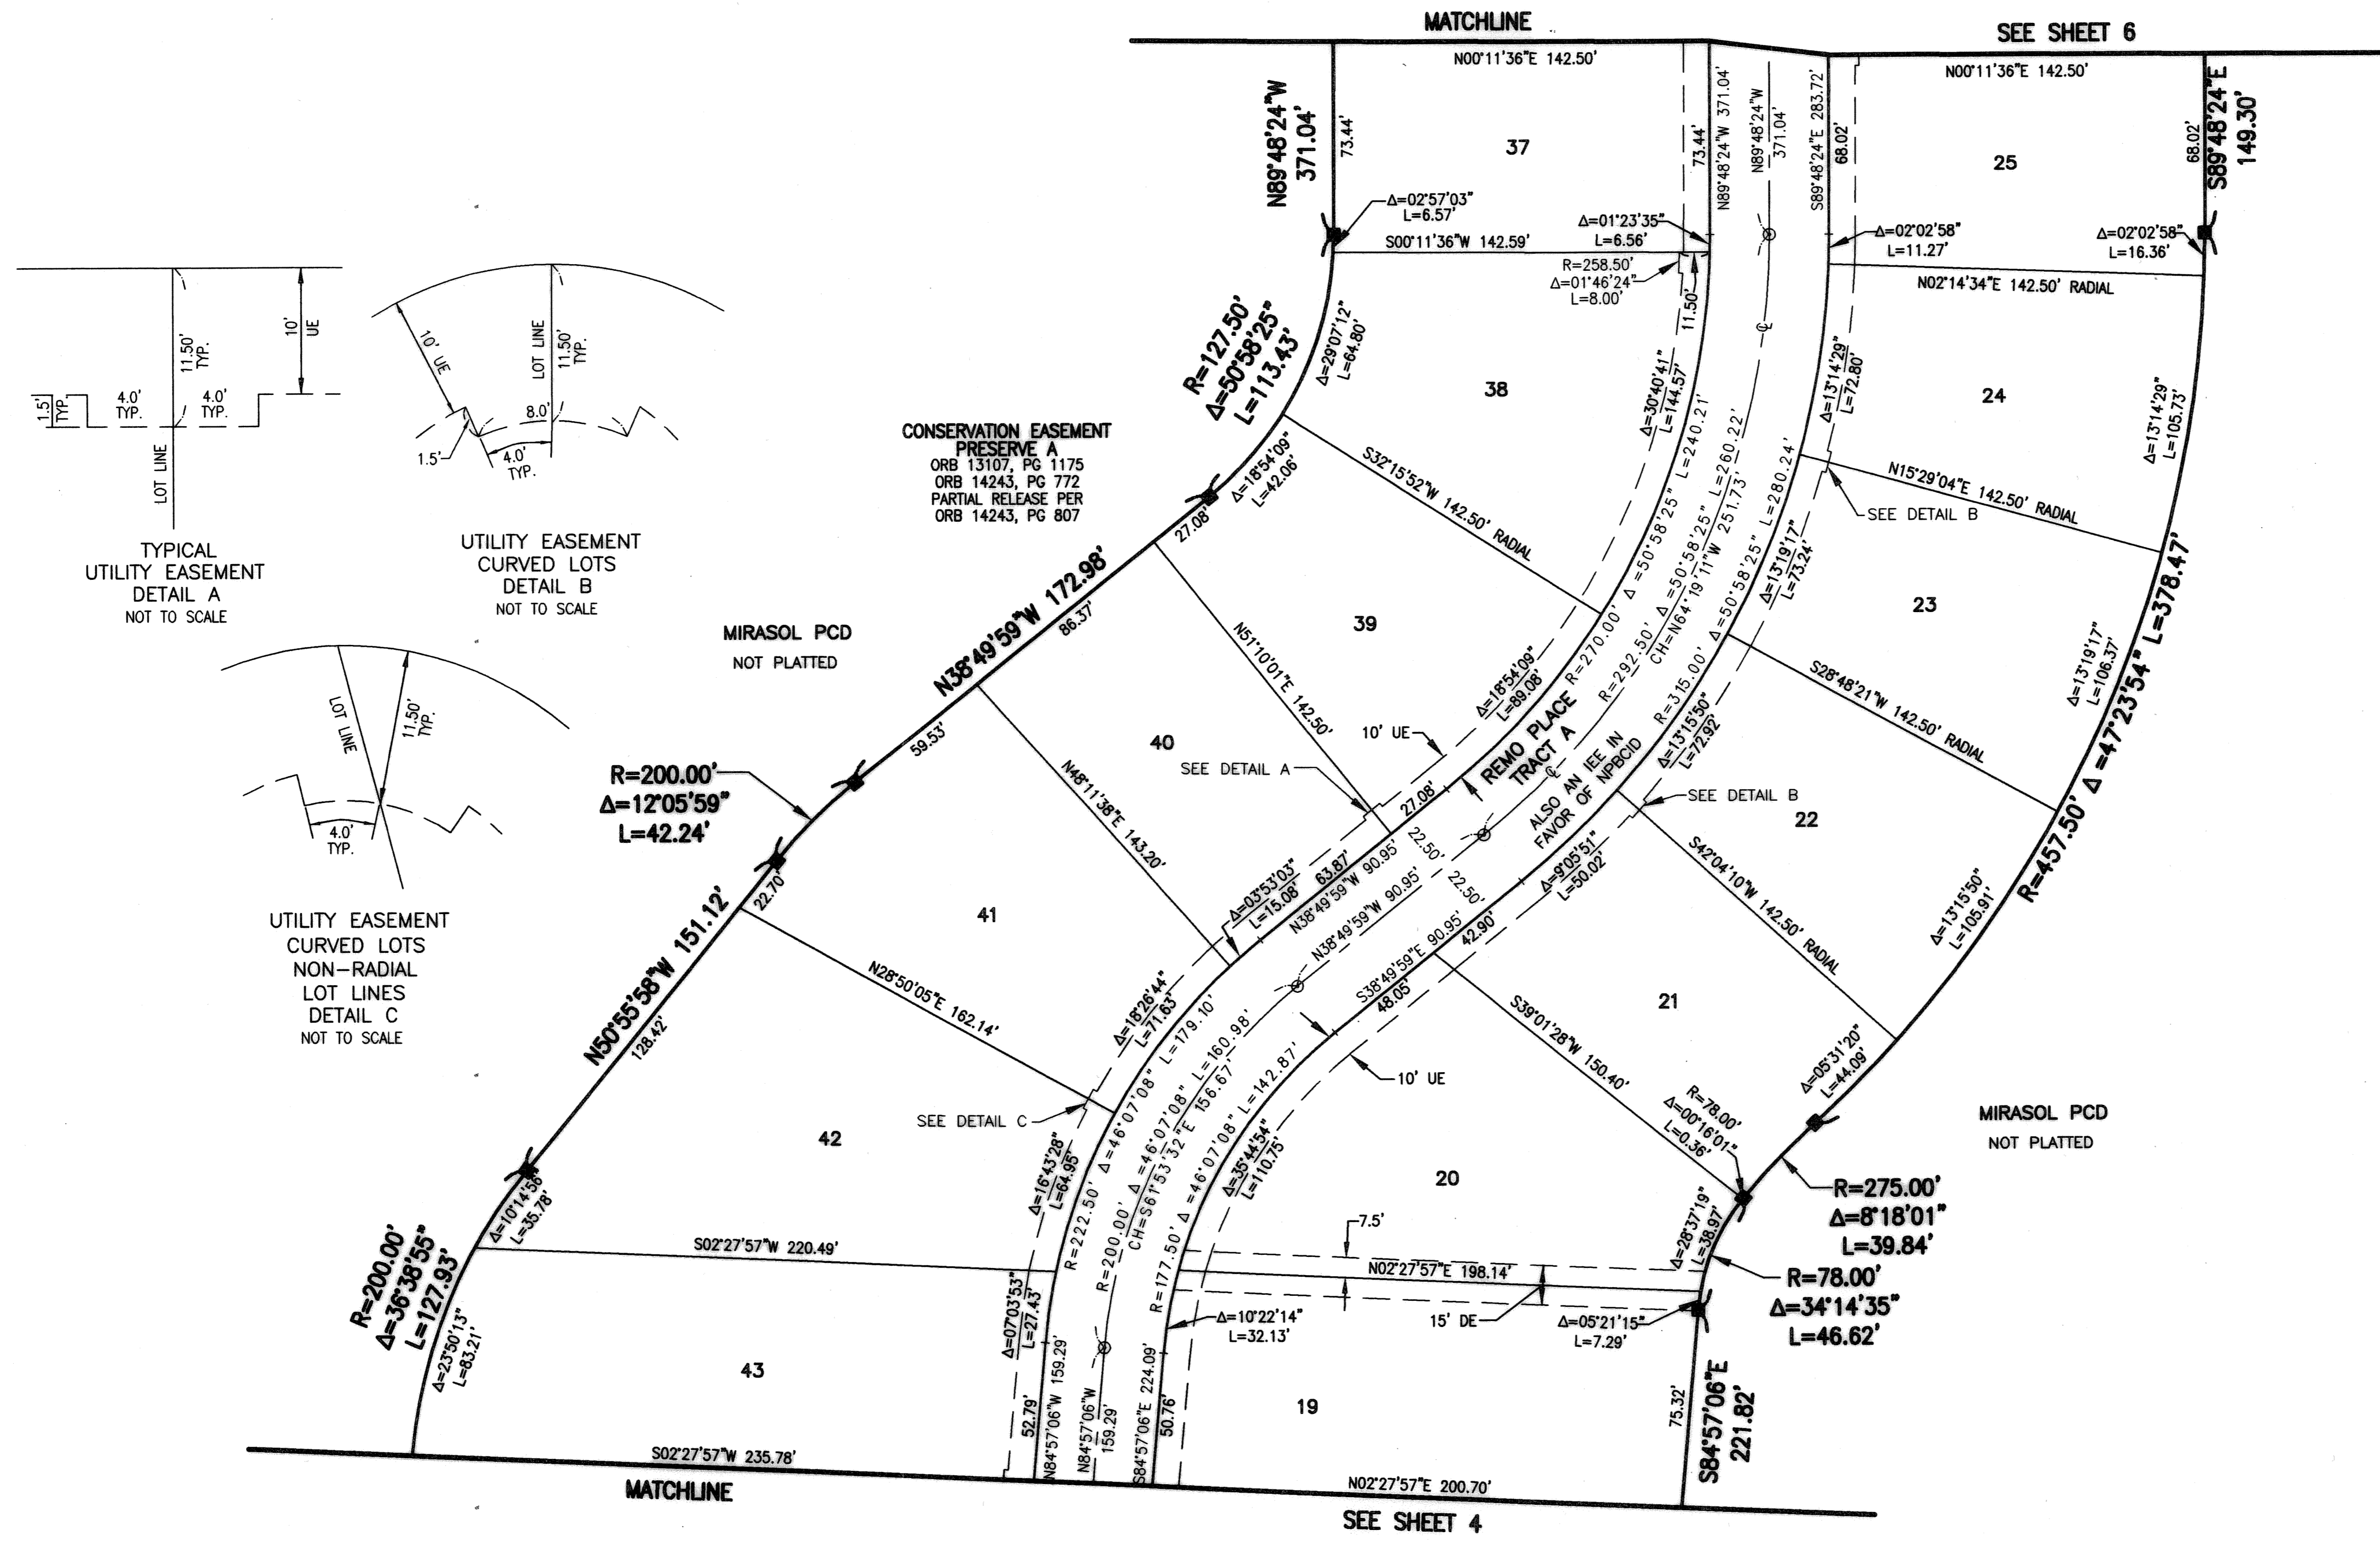 MATCHLINE
SEE SHEET 6
N00°11'36"E 142.50'
N00°11'36"E 142.50'
N89°48'24"W
371.04'
73.44'
37
73.44'
N89°48'24"W 371.04'
N89°48'24"W
371.04'
S89°48'24"E 283.72'
68.02'
25
68.02'
S89°48'24"E
149.30'
Δ=02°57'03"
L=6.57'
S00°11'36"W 142.59'
Δ=01°23'35"
L=6.56'
R=258.50'
Δ=01°46'24"
L=8.00'
11.50'
Δ=02°02'58"
L=11.27'
Δ=02°02'58"
L=16.36'
N02°14'34"E 142.50' RADIAL
10'
UE
11.50'
TYP.
1.5'
TYP.
4.0'
TYP.
4.0'
TYP.
LOT LINE
TYPICAL
UTILITY EASEMENT
DETAIL A
NOT TO SCALE
10' UE
LOT LINE
11.50'
TYP.
8.0'
1.5'
4.0'
TYP.
UTILITY EASEMENT
CURVED LOTS
DETAIL B
NOT TO SCALE
LOT LINE
11.50'
TYP.
4.0'
TYP.
UTILITY EASEMENT
CURVED LOTS
NON-RADIAL
LOT LINES
DETAIL C
NOT TO SCALE
R=127.50'
Δ=50°58'25"
L=113.43'
Δ=29°07'12"
L=64.80'
38
Δ=30°40'41"
L=144.57'
Δ=13°14'29"
L=72.80'
24
Δ=13°14'29"
L=105.73'
CONSERVATION EASEMENT
PRESERVE A
ORB 13107, PG 1175
ORB 14243, PG 772
PARTIAL RELEASE PER
ORB 14243, PG 807
Δ=18°54'09"
L=42.06'
27.08'
S32°15'52"W 142.50' RADIAL
N15°29'04"E 142.50' RADIAL
SEE DETAIL B
MIRASOL PCD
NOT PLATTED
N38°49'59"W 172.98'
86.37'
39
N51°10'01"E 142.50'
Δ=18°54'09"
L=89.08'
R=270.00' Δ=50°58'25" L=240.21'
R=292.50' Δ=50°58'25" L=260.22'
CH=N64°19'11"W 251.73'
R=315.00' Δ=50°58'25" L=280.24'
Δ=13°19'17"
L=73.24'
23
Δ=13°19'17"
L=106.37'
R=457.50' Δ=47°23'54" L=378.47'
S28°48'21"W 142.50' RADIAL
59.53'
40
10' UE
SEE DETAIL A
27.08'
REMO PLACE
TRACT A
ALSO AN IEE IN
FAVOR OF NPBCID
Δ=13°15'50"
L=72.92'
SEE DETAIL B
22
R=200.00'
Δ=12°05'59"
L=42.24'
N48°11'38"E 143.20'
Δ=03°53'03"
L=15.08'
63.87'
N38°49'59"W 90.95'
22.50'
22.50'
N38°49'59"W 90.95'
S38°49'59"E 90.95'
42.90'
48.05'
Δ=9°05'51"
L=50.02'
S42°04'10"W 142.50' RADIAL
Δ=13°15'50"
L=105.91'
22.70'
41
N50°55'58"W 151.12'
128.42'
N28°50'05"E 162.14'
Δ=18°26'44"
L=71.63'
R=222.50' Δ=46°07'08" L=179.10'
R=200.00' Δ=46°07'08" L=160.98'
CH=S61°53'32"E 156.67'
R=177.50' Δ=46°07'08" L=142.87'
10' UE
S39°01'28"W 150.40'
21
Δ=05°31'20"
L=44.09'
R=78.00'
Δ=00°16'01"
L=0.36'
MIRASOL PCD
NOT PLATTED
42
SEE DETAIL C
Δ=16°43'28"
L=64.95'
Δ=35°44'54"
L=110.75'
20
Δ=28°37'19"
L=38.97'
R=275.00'
Δ=8°18'01"
L=39.84'
R=78.00'
Δ=34°14'35"
L=46.62'
R=200.00'
Δ=36°38'55"
L=127.93'
Δ=10°14'56"
L=35.78'
S02°27'57"W 220.49'
7.5'
N02°27'57"E 198.14'
15' DE
Δ=05°21'15"
L=7.29'
Δ=10°22'14"
L=32.13'
Δ=07°03'53"
L=27.43'
Δ=23°50'13"
L=83.21'
43
52.79'
N84°57'06"W 159.29'
N84°57'06"W
159.29'
S84°57'06"E 224.09'
50.76'
19
75.32'
S84°57'06"E
221.82'
S02°27'57"W 235.78'
N02°27'57"E 200.70'
MATCHLINE
SEE SHEET 4